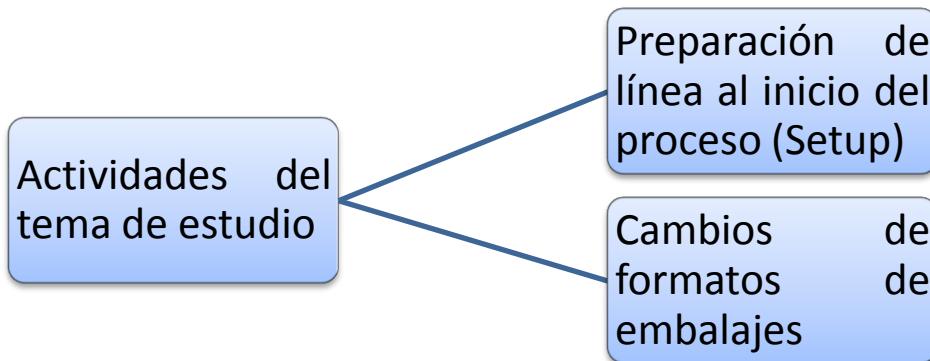 Actividades del
tema de estudio
Preparación de
línea al inicio del
proceso (Setup)
Cambios de
formatos de
embalajes